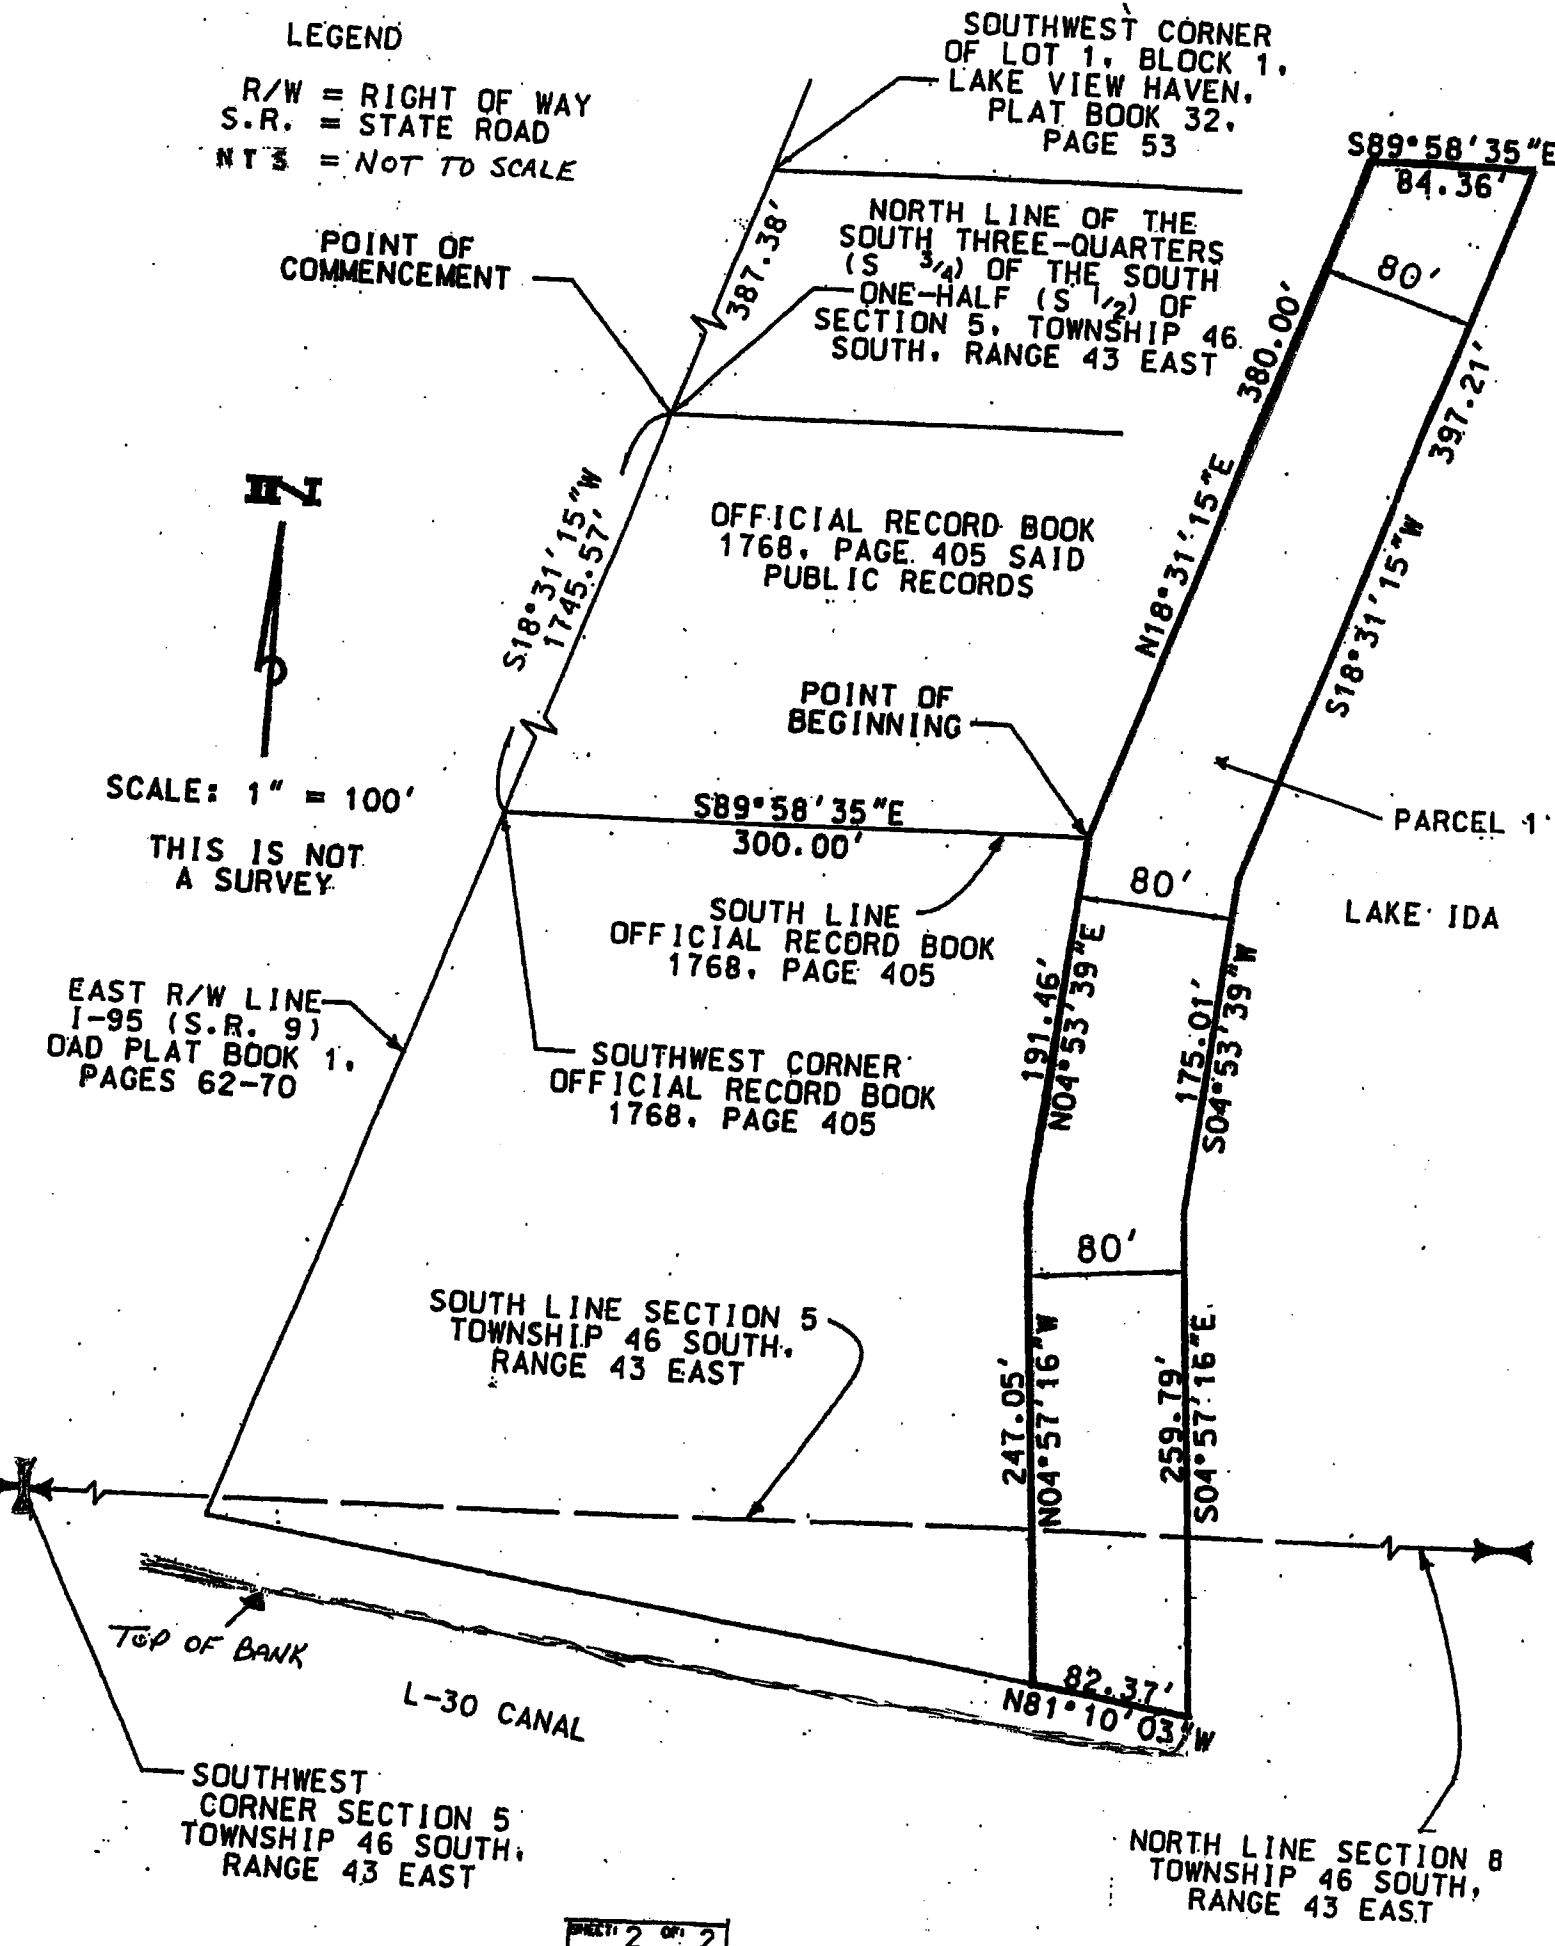 LEGEND
R/W = RIGHT OF WAY
S.R. = STATE ROAD
NTS = NOT TO SCALE
SOUTHWEST CORNER
OF LOT 1, BLOCK 1,
LAKE VIEW HAVEN,
PLAT BOOK 32,
PAGE 53
S89°58'35"E
84.36'
80'
387.38'
POINT OF
COMMENCEMENT
NORTH LINE OF THE
SOUTH THREE-QUARTERS
(S 3/4) OF THE SOUTH
ONE-HALF (S 1/2) OF
SECTION 5, TOWNSHIP 46
SOUTH, RANGE 43 EAST
380.00'
N18°31'15"E
397.21'
S18°31'15"W
N
S18°31'15"W
1745.57'
OFFICIAL RECORD BOOK
1768, PAGE 405 SAID
PUBLIC RECORDS
POINT OF
BEGINNING
SCALE: 1" = 100'
THIS IS NOT
A SURVEY
S89°58'35"E
300.00'
PARCEL 1
80'
LAKE IDA
SOUTH LINE
OFFICIAL RECORD BOOK
1768, PAGE 405
191.46'
N04°53'39"E
175.01'
S04°53'39"W
EAST R/W LINE
I-95 (S.R. 9)
OAD PLAT BOOK 1,
PAGES 62-70
SOUTHWEST CORNER
OFFICIAL RECORD BOOK
1768, PAGE 405
80'
SOUTH LINE SECTION 5
TOWNSHIP 46 SOUTH,
RANGE 43 EAST
247.05'
N04°57'16"W
259.79'
S04°57'16"E
TOP OF BANK
L-30 CANAL
82.37'
N81°10'03"W
SOUTHWEST
CORNER SECTION 5
TOWNSHIP 46 SOUTH,
RANGE 43 EAST
NORTH LINE SECTION 8
TOWNSHIP 46 SOUTH,
RANGE 43 EAST
SHEET: 2 OF: 2